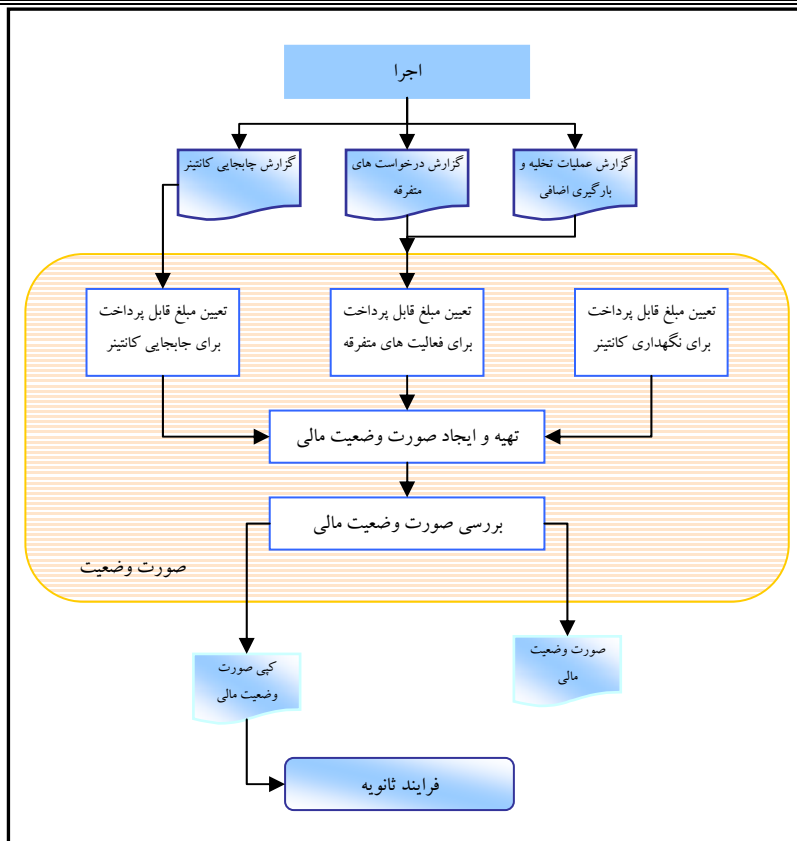 اجرا
گزارش عملیات تخلیه و
بارگیری اضافی
گزارش درخواست های
متفرقه
گزارش چابجایی کانتینر
تعیین مبلغ قابل پرداخت
برای نگهداری کانتینر
تعیین مبلغ قابل پرداخت
برای فعالیت های متفرقه
تعیین مبلغ قابل پرداخت
برای جابجایی کانتینر
تهیه و ایجاد صورت وضعیت مالی
بررسی صورت وضعیت مالی
صورت وضعیت
صورت وضعیت
مالی
کپی صورت
وضعیت مالی
فرایند ثانویه